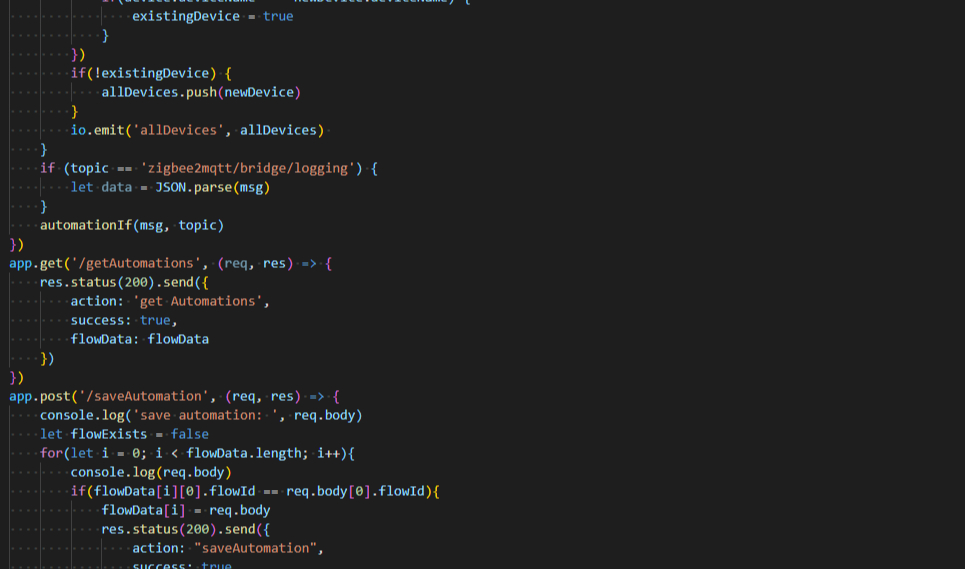 existingDevice = true
}
})
if(!existingDevice) {
allDevices.push(newDevice)
}
io.emit('allDevices', allDevices)
}
if (topic == 'zigbee2mqtt/bridge/logging') {
let data = JSON.parse(msg)
}
automationIf(msg, topic)
})
app.get('/getAutomations', (req, res) => {
res.status(200).send({
action: 'get Automations',
success: true,
flowData: flowData
})
})
app.post('/saveAutomation', (req, res) => {
console.log('save automation: ', req.body)
let flowExists = false
for(let i = 0; i < flowData.length; i++){
console.log(req.body)
if(flowData[i][0].flowId == req.body[0].flowId){
flowData[i] = req.body
res.status(200).send({
action: "saveAutomation",
success: true